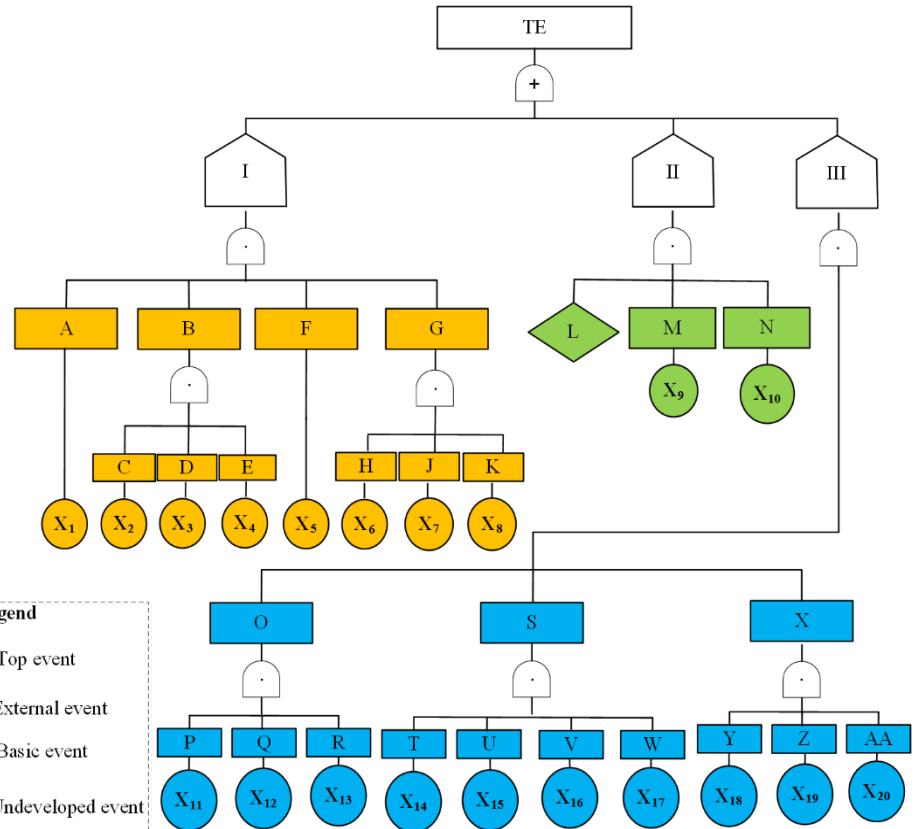 TE
+
I
II
III
·
·
·
A
B
F
G
L
M
N
·
·
X9
X10
C
D
E
H
J
K
X1
X2
X3
X4
X5
X6
X7
X8
O
S
X
gend
Top event
·
·
·
External event
P
Q
R
T
U
V
W
Y
Z
AA
Basic event
X11
X12
X13
X14
X15
X16
X17
X18
X19
X20
Undeveloped event